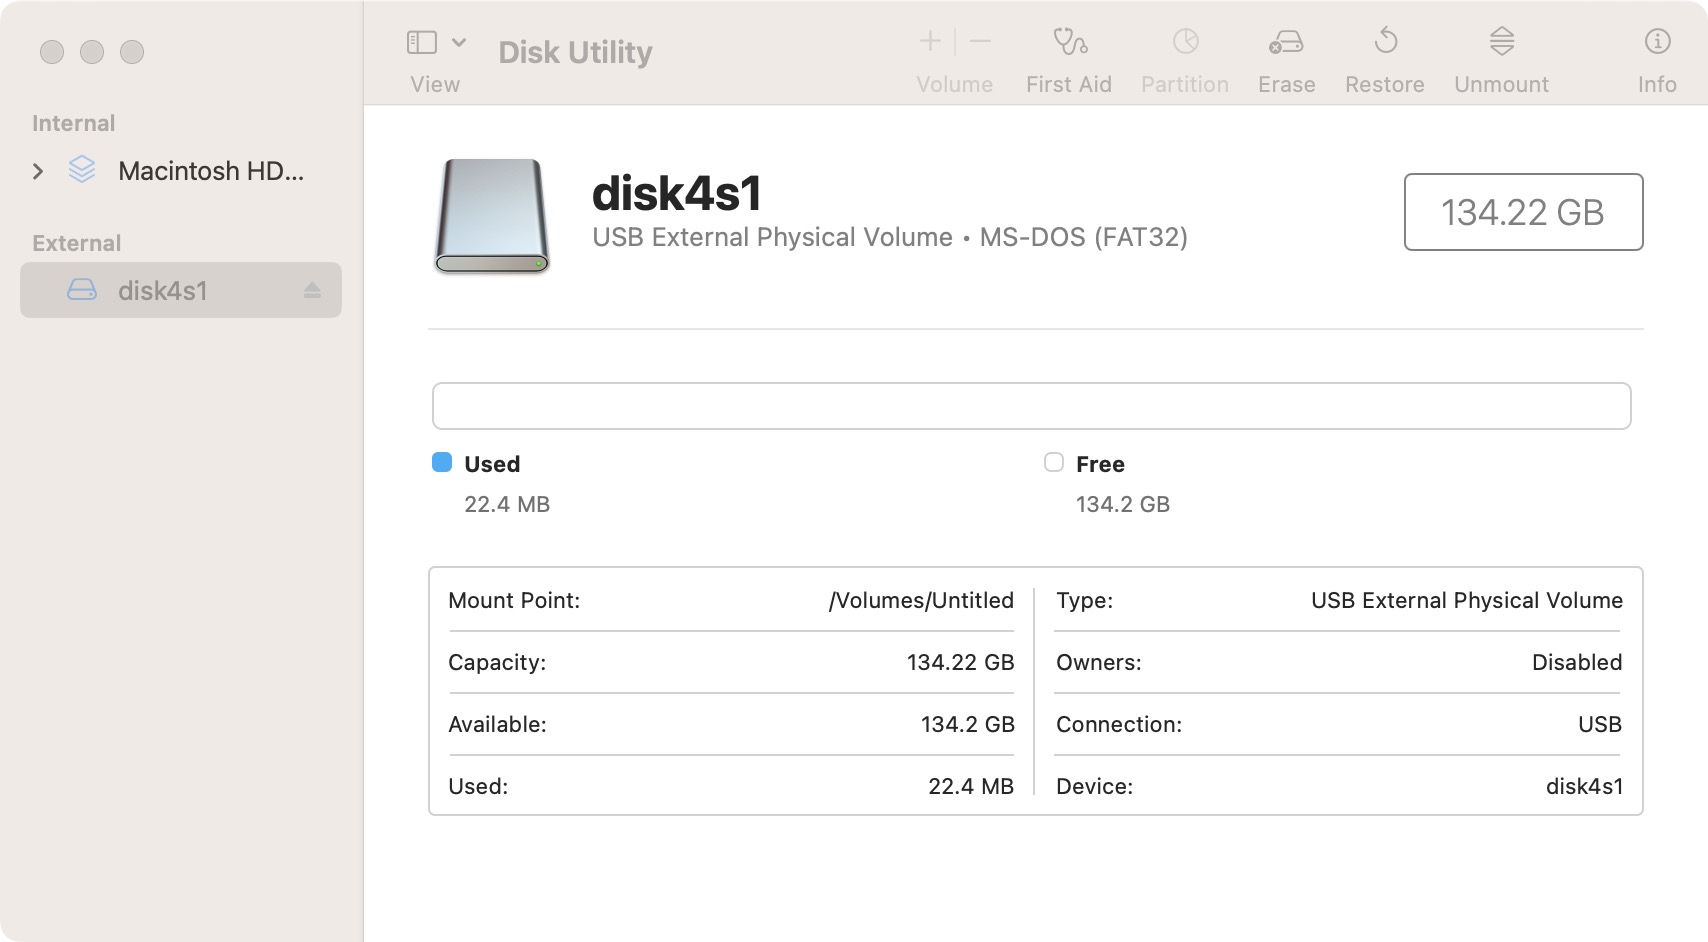 View
Disk Utility
Volume
First Aid
Partition
Erase
Restore
Unmount
Info
Internal
Macintosh HD...
External
disk4s1
disk4s1
USB External Physical Volume • MS-DOS (FAT32)
134.22 GB
Used
22.4 MB
Free
134.2 GB
Mount Point: /Volumes/Untitled
Capacity: 134.22 GB
Available: 134.2 GB
Used: 22.4 MB
Type: USB External Physical Volume
Owners: Disabled
Connection: USB
Device: disk4s1